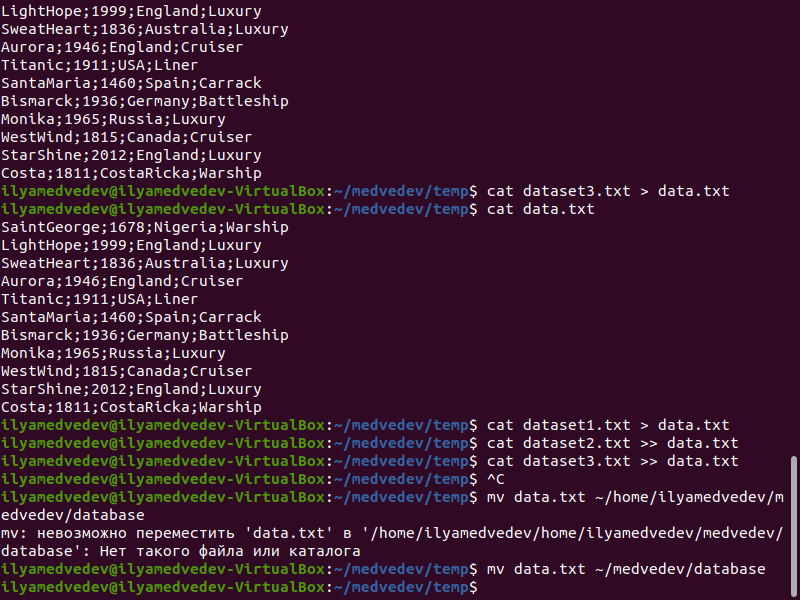 LightHope;1999;England;Luxury
SweatHeart;1836;Australia;Luxury
Aurora;1946;England;Cruiser
Titanic;1911;USA;Liner
SantaMaria;1460;Spain;Carrack
Bismarck;1936;Germany;Battleship
Monika;1965;Russia;Luxury
WestWind;1815;Canada;Cruiser
StarShine;2012;England;Luxury
Costa;1811;CostaRicka;Warship
ilyamedvedev@ilyamedvedev-VirtualBox:~/medvedev/temp$ cat dataset3.txt > data.txt
ilyamedvedev@ilyamedvedev-VirtualBox:~/medvedev/temp$ cat data.txt
SaintGeorge;1678;Nigeria;Warship
LightHope;1999;England;Luxury
SweatHeart;1836;Australia;Luxury
Aurora;1946;England;Cruiser
Titanic;1911;USA;Liner
SantaMaria;1460;Spain;Carrack
Bismarck;1936;Germany;Battleship
Monika;1965;Russia;Luxury
WestWind;1815;Canada;Cruiser
StarShine;2012;England;Luxury
Costa;1811;CostaRicka;Warship
ilyamedvedev@ilyamedvedev-VirtualBox:~/medvedev/temp$ cat dataset1.txt > data.txt
ilyamedvedev@ilyamedvedev-VirtualBox:~/medvedev/temp$ cat dataset2.txt >> data.txt
ilyamedvedev@ilyamedvedev-VirtualBox:~/medvedev/temp$ cat dataset3.txt >> data.txt
ilyamedvedev@ilyamedvedev-VirtualBox:~/medvedev/temp$ ^C
ilyamedvedev@ilyamedvedev-VirtualBox:~/medvedev/temp$ mv data.txt ~/home/ilyamedvedev/m
edvedev/database
mv: невозможно переместить 'data.txt' в '/home/ilyamedvedev/home/ilyamedvedev/medvedev/
database': Нет такого файла или каталога
ilyamedvedev@ilyamedvedev-VirtualBox:~/medvedev/temp$ mv data.txt ~/medvedev/database
ilyamedvedev@ilyamedvedev-VirtualBox:~/medvedev/temp$